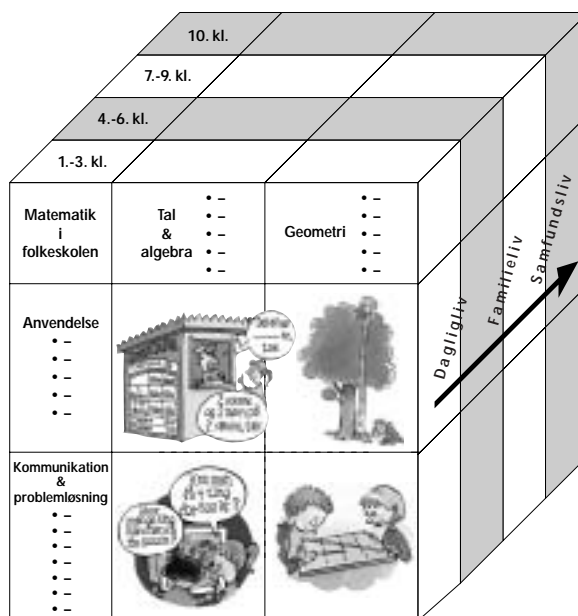 10. kl.
7.-9. kl.
4.-6. kl.
1.-3. kl.
Matematik
i
folkeskolen
Tal
&
algebra
• –
• –
• –
• –
• –
Geometri
• –
• –
• –
• –
• –
Dagligliv
Familieliv
Samfundsliv
Anvendelse
• –
• –
• –
• –
• –
Kommunikation
&
problemløsning
• –
• –
• –
• –
• –
• –
• –